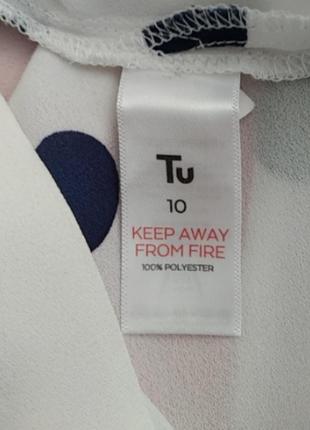 Tu
10
KEEP AWAY
FROM FIRE
100% POLYESTER